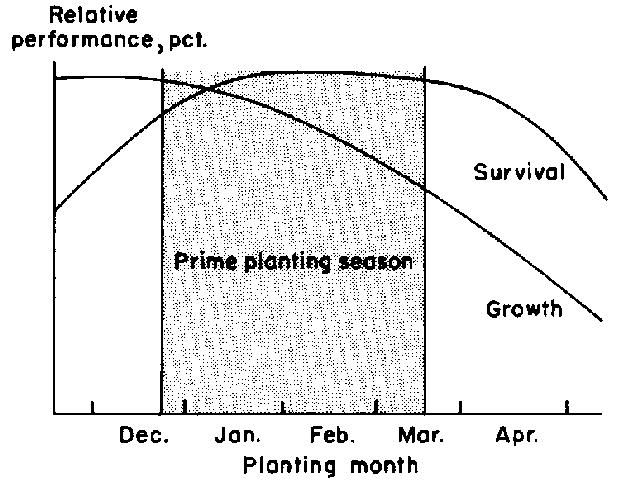 Relative
performance, pct.
Survival
Prime planting season
Growth
Dec. Jan. Feb. Mar. Apr.
Planting month